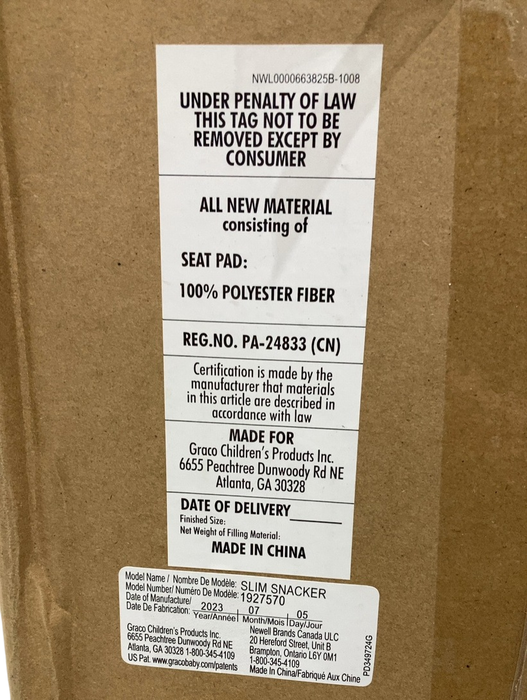 NWL0000663825B-1008
UNDER PENALTY OF LAW
THIS TAG NOT TO BE
REMOVED EXCEPT BY
CONSUMER
ALL NEW MATERIAL
consisting of
SEAT PAD:
100% POLYESTER FIBER
REG.NO. PA-24833 (CN)
Certification is made by the
manufacturer that materials
in this article are described in
accordance with law
MADE FOR
Graco Children's Products Inc.
6655 Peachtree Dunwoody Rd NE
Atlanta, GA 30328
DATE OF DELIVERY
Finished Size:
Net Weight of Filling Material:
MADE IN CHINA
Model Name / Nombre De Modèle: SLIM SNACKER
Model Number/ Numéro De Modèle: 1927570
Date of Manufacture/
Date De Fabrication: 2023 07 05
Year/Année Month/Mois Day/Jour
Graco Children's Products Inc.
6655 Peachtree Dunwoody Rd NE
Atlanta, GA 30328 1-800-345-4109
US Pat. www.gracobaby.com/patents
Newell Brands Canada ULC
20 Hereford Street, Unit B
Brampton, Ontario L6Y 0M1
1-800-345-4109
Made In China/Fabriqué Aux Chine
PD349724G